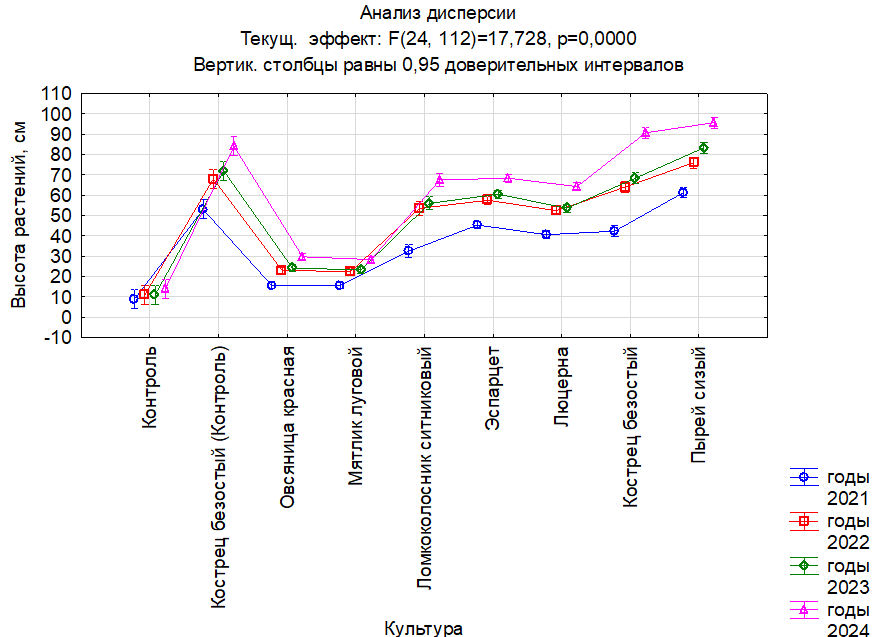 Анализ дисперсии
Текущ.  эффект: F(24, 112)=17,728, p=0,0000
Вертик. столбцы равны 0,95 доверительных интервалов
Высота растений, см
110
100
90
80
70
60
50
40
30
20
10
0
-10
Контроль
Кострец безостый (Контроль)
Овсяница красная
Мятлик луговой
Ломкоколосник ситниковый
Эспарцет
Люцерна
Кострец безостый
Пырей сизый
Культура
годы
2021
годы
2022
годы
2023
годы
2024